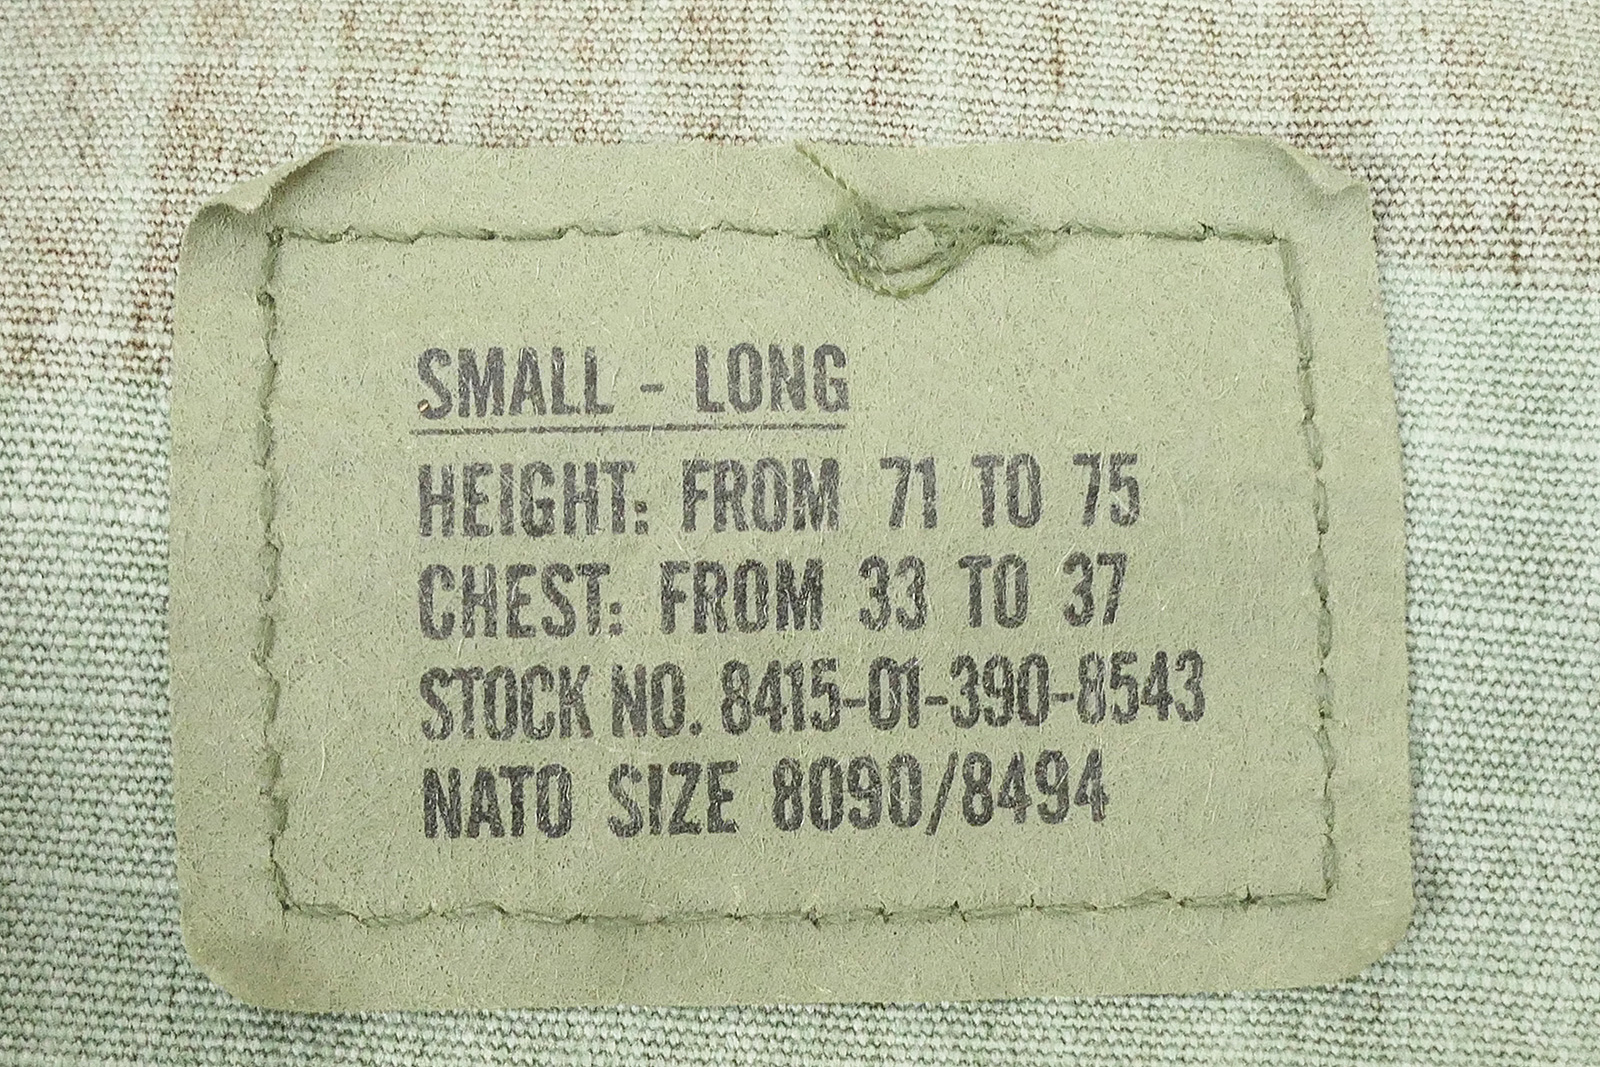 SMALL - LONG
HEIGHT: FROM 71 TO 75
CHEST: FROM 33 TO 37
STOCK NO. 8415-01-390-8543
NATO SIZE 8090/8494